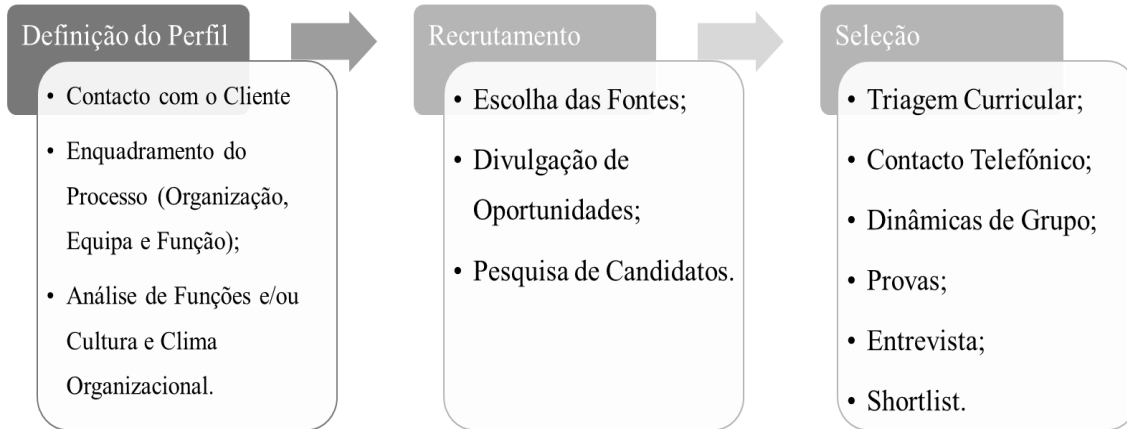 Definição do Perfil
• Contacto com o Cliente
• Enquadramento do
Processo (Organização,
Equipa e Função);
• Análise de Funções e/ou
Cultura e Clima
Organizacional.
Recrutamento
• Escolha das Fontes;
• Divulgação de
Oportunidades;
• Pesquisa de Candidatos.
Seleção
• Triagem Curricular;
• Contacto Telefónico;
• Dinâmicas de Grupo;
• Provas;
• Entrevista;
• Shortlist.